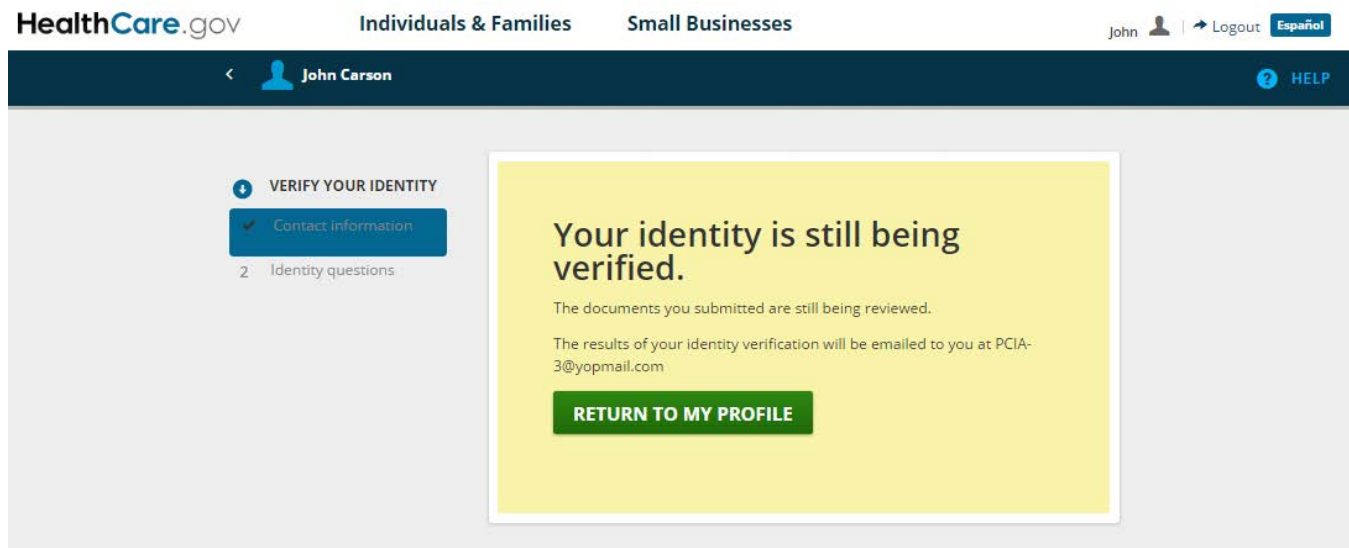 HealthCare.gov Individuals & Families Small Businesses John Logout Español
John Carson HELP
VERIFY YOUR IDENTITY
Contact information
2 Identity questions
Your identity is still being
verified.
The documents you submitted are still being reviewed.
The results of your identity verification will be emailed to you at PCIA-
3@yopmail.com
RETURN TO MY PROFILE